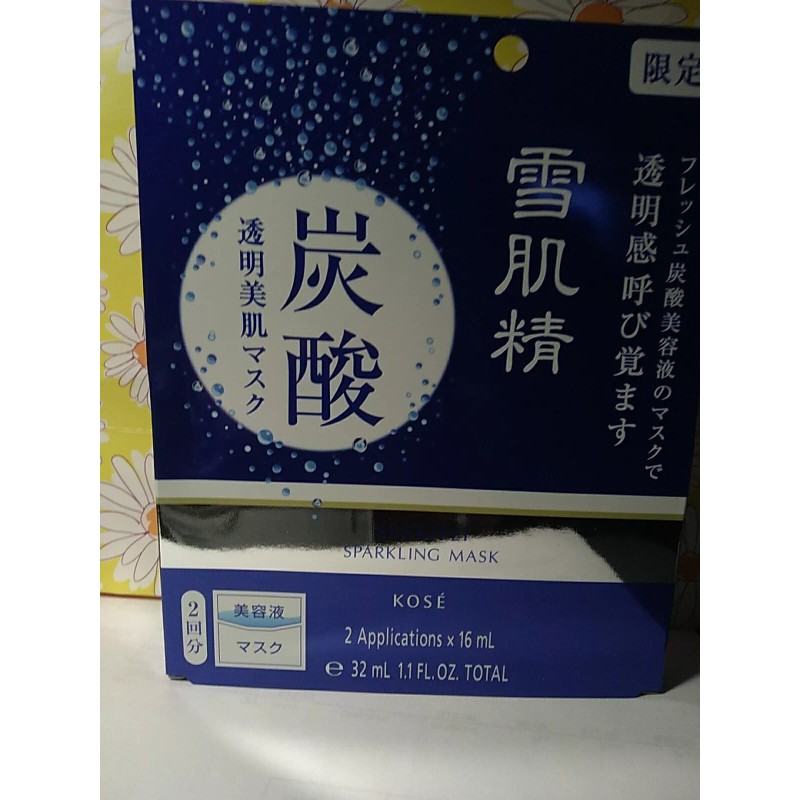 限定
フレッシュ炭酸美容液のマスクで
透明感呼び覚ます
雪肌精
炭酸
透明美肌マスク
SPARKLING MASK
KOSÉ
2回分
美容液
マスク
2 Applications x 16 mL
℮ 32 mL 1.1 FL.OZ. TOTAL